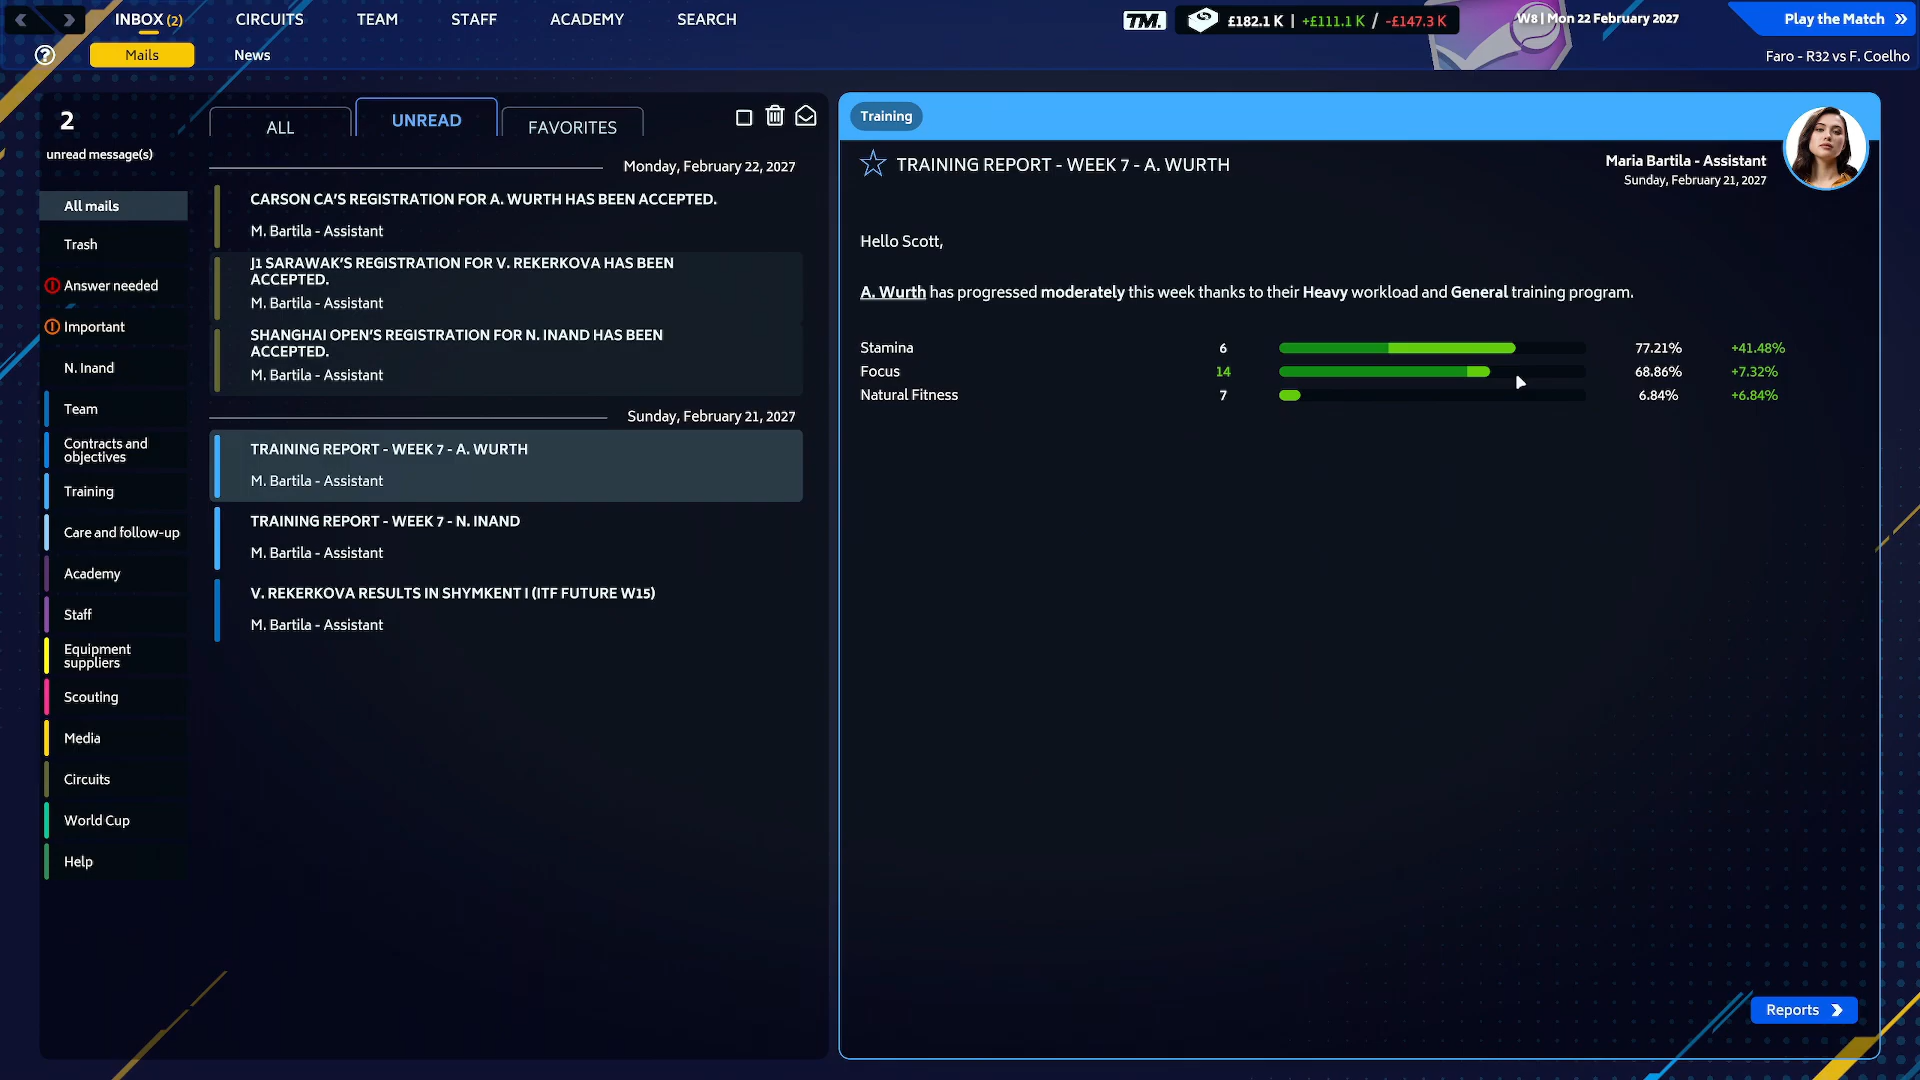 INBOX (2)
CIRCUITS
TEAM
STAFF
ACADEMY
SEARCH
TM.
£182.1 K | +£111.1 K / -£147.3 K
W8 | Mon 22 February 2027
Play the Match
Mails
News
Faro - R32 vs F. Coelho
2
unread message(s)
All mails
Trash
Answer needed
Important
N. Inand
Team
Contracts and
objectives
Training
Care and follow-up
Academy
Staff
Equipment
suppliers
Scouting
Media
Circuits
World Cup
Help
ALL
UNREAD
FAVORITES
Monday, February 22, 2027
CARSON CA'S REGISTRATION FOR A. WURTH HAS BEEN ACCEPTED.
M. Bartila - Assistant
J1 SARAWAK'S REGISTRATION FOR V. REKERKOVA HAS BEEN
ACCEPTED.
M. Bartila - Assistant
SHANGHAI OPEN'S REGISTRATION FOR N. INAND HAS BEEN
ACCEPTED.
M. Bartila - Assistant
Sunday, February 21, 2027
TRAINING REPORT - WEEK 7 - A. WURTH
M. Bartila - Assistant
TRAINING REPORT - WEEK 7 - N. INAND
M. Bartila - Assistant
V. REKERKOVA RESULTS IN SHYMKENT I (ITF FUTURE W15)
M. Bartila - Assistant
Training
TRAINING REPORT - WEEK 7 - A. WURTH
Maria Bartila - Assistant
Sunday, February 21, 2027
Hello Scott,
A. Wurth has progressed moderately this week thanks to their Heavy workload and General training program.
Stamina 6 77.21% +41.48%
Focus 14 68.86% +7.32%
Natural Fitness 7 6.84% +6.84%
Reports